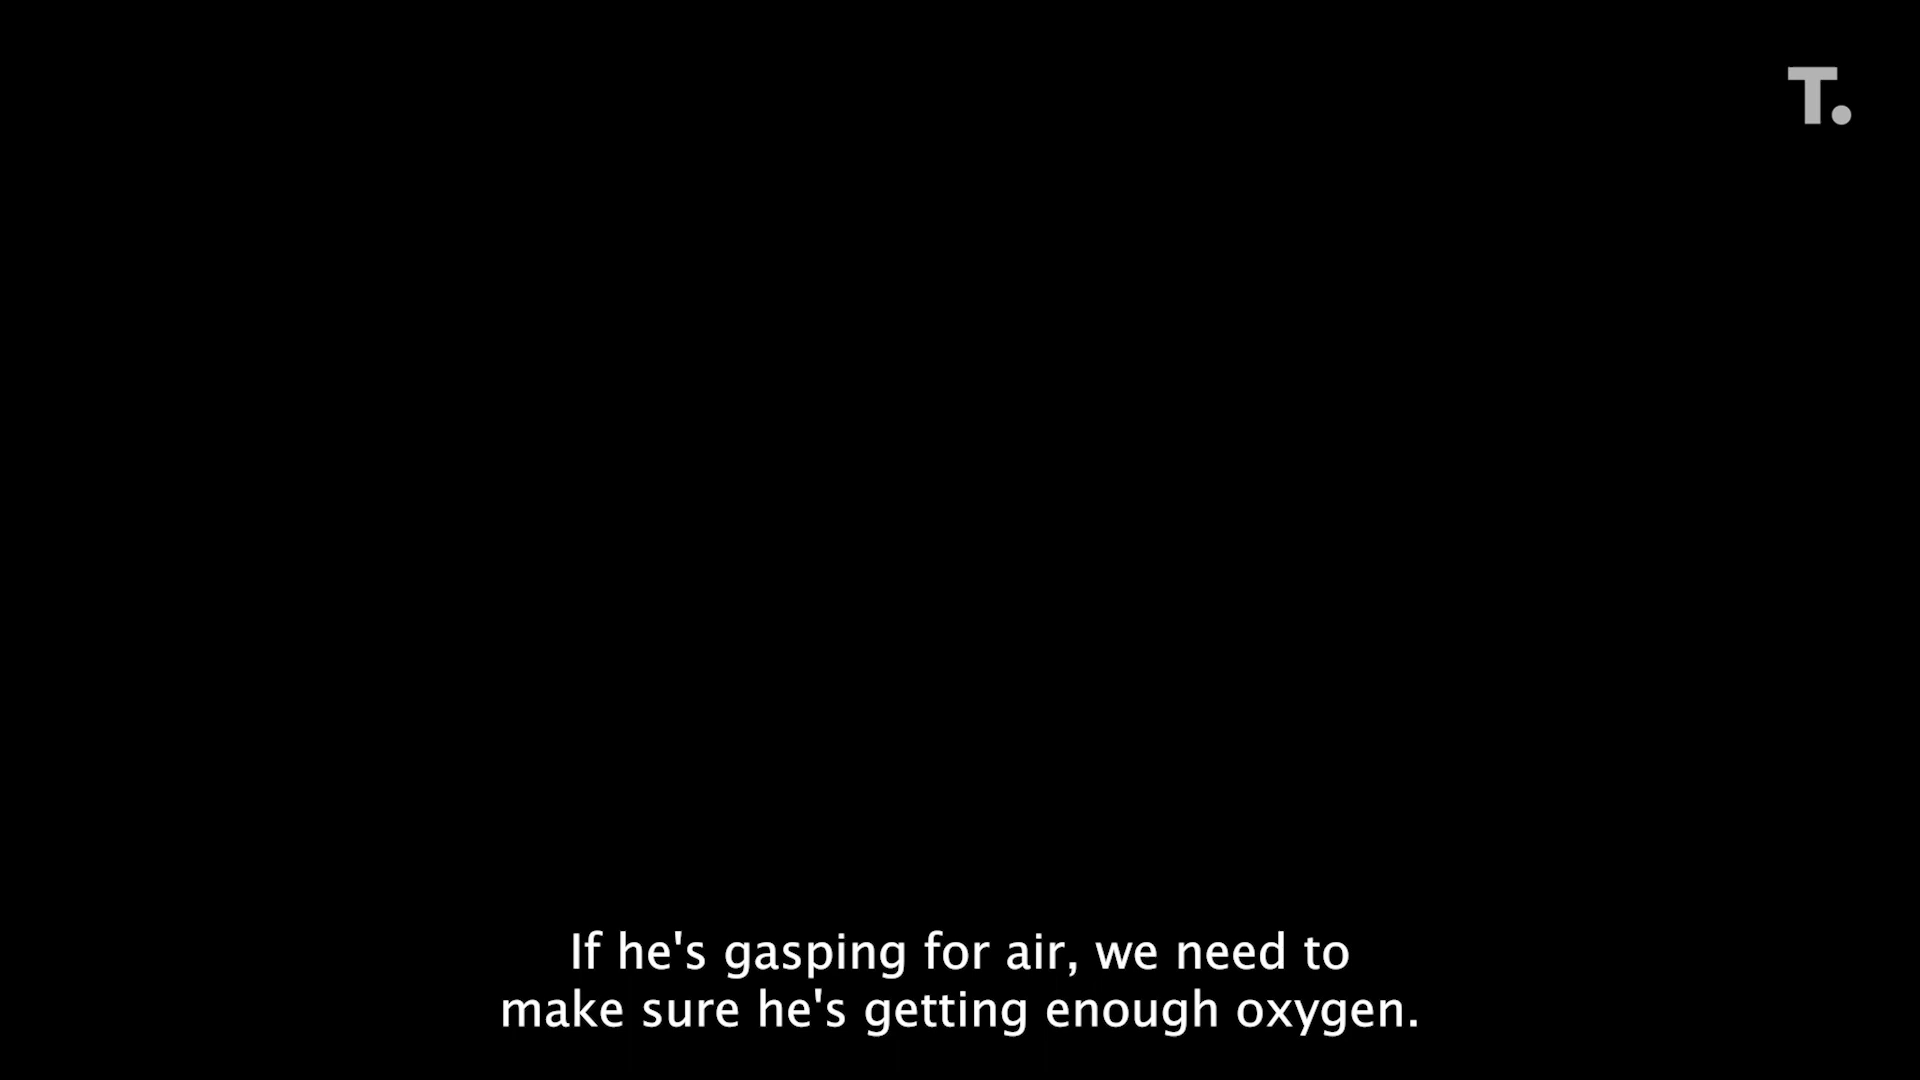 T.
If he's gasping for air, we need to
make sure he's getting enough oxygen.